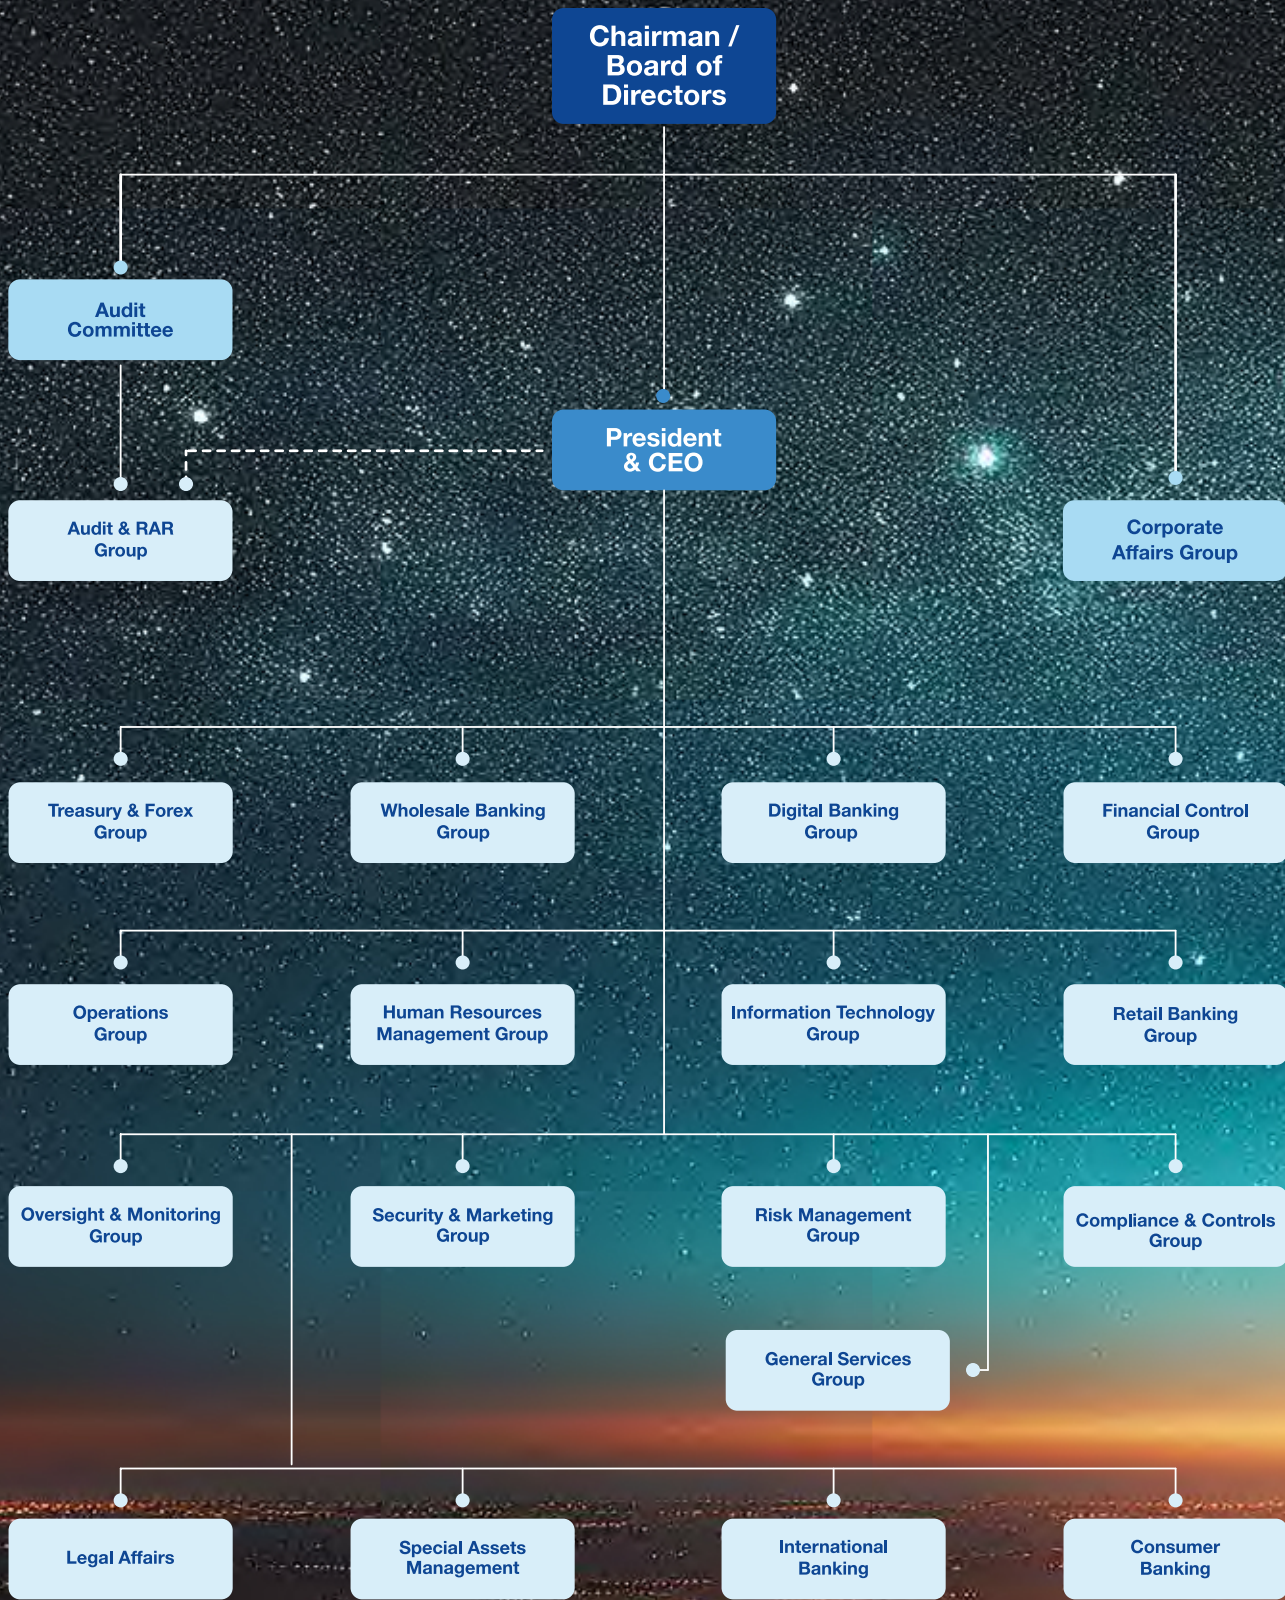 Chairman /
Board of
Directors
Audit
Committee
President
& CEO
Audit & RAR
Group
Corporate
Affairs Group
Treasury & Forex
Group
Wholesale Banking
Group
Digital Banking
Group
Financial Control
Group
Operations
Group
Human Resources
Management Group
Information Technology
Group
Retail Banking
Group
Oversight & Monitoring
Group
Security & Marketing
Group
Risk Management
Group
Compliance & Controls
Group
General Services
Group
Legal Affairs
Special Assets
Management
International
Banking
Consumer
Banking